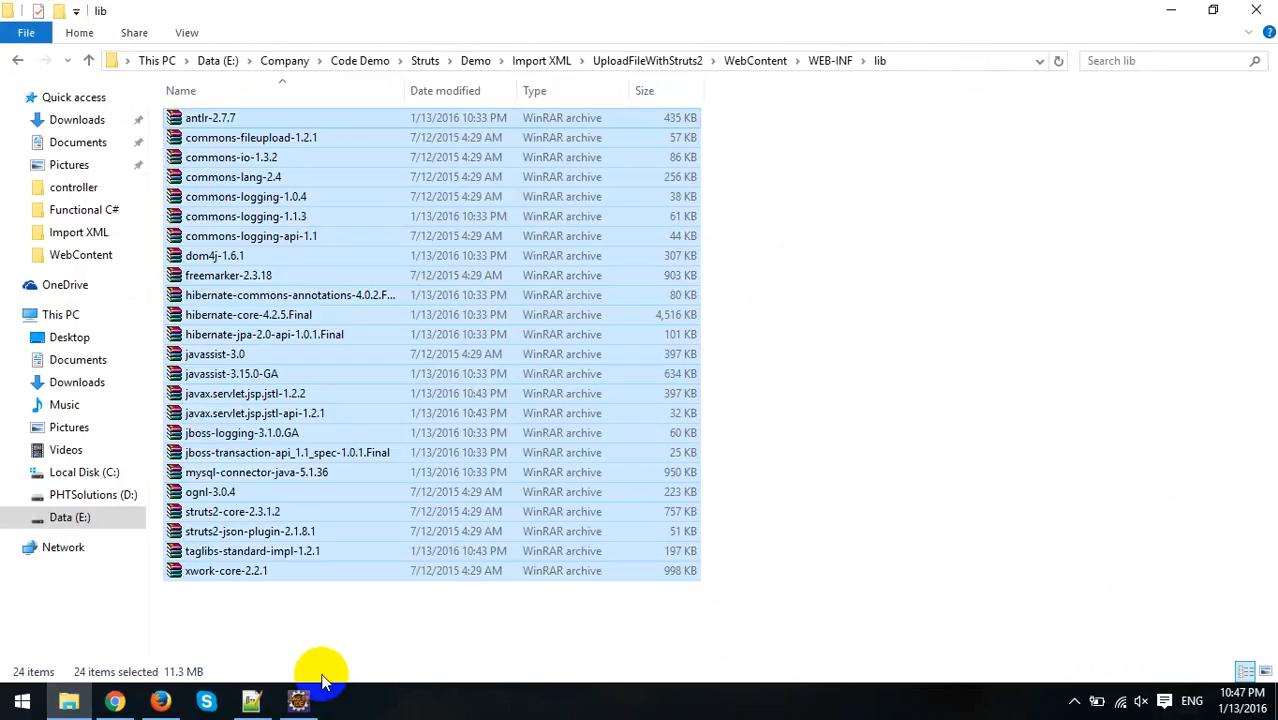 lib
File Home Share View
This PC Data (E:) Company Code Demo Struts Demo Import XML UploadFileWithStruts2 WebContent WEB-INF lib Search lib
Name Date modified Type Size
Quick access
Downloads
Documents
Pictures
controller
Functional C#
Import XML
WebContent
OneDrive
This PC
Desktop
Documents
Downloads
Music
Pictures
Videos
Local Disk (C:)
PHTSolutions (D:)
Data (E:)
Network
antlr-2.7.7 1/13/2016 10:33 PM WinRAR archive 435 KB
commons-fileupload-1.2.1 7/12/2015 4:29 AM WinRAR archive 57 KB
commons-io-1.3.2 7/12/2015 4:29 AM WinRAR archive 86 KB
commons-lang-2.4 7/12/2015 4:29 AM WinRAR archive 256 KB
commons-logging-1.0.4 7/12/2015 4:29 AM WinRAR archive 38 KB
commons-logging-1.1.3 1/13/2016 10:33 PM WinRAR archive 61 KB
commons-logging-api-1.1 7/12/2015 4:29 AM WinRAR archive 44 KB
dom4j-1.6.1 1/13/2016 10:33 PM WinRAR archive 307 KB
freemarker-2.3.18 7/12/2015 4:29 AM WinRAR archive 903 KB
hibernate-commons-annotations-4.0.2.F... 1/13/2016 10:33 PM WinRAR archive 80 KB
hibernate-core-4.2.5.Final 1/13/2016 10:33 PM WinRAR archive 4,516 KB
hibernate-jpa-2.0-api-1.0.1.Final 1/13/2016 10:33 PM WinRAR archive 101 KB
javassist-3.0 7/12/2015 4:29 AM WinRAR archive 397 KB
javassist-3.15.0-GA 1/13/2016 10:33 PM WinRAR archive 634 KB
javax.servlet.jsp.jstl-1.2.2 1/13/2016 10:43 PM WinRAR archive 397 KB
javax.servlet.jsp.jstl-api-1.2.1 1/13/2016 10:43 PM WinRAR archive 32 KB
jboss-logging-3.1.0.GA 1/13/2016 10:33 PM WinRAR archive 60 KB
jboss-transaction-api_1.1_spec-1.0.1.Final 1/13/2016 10:33 PM WinRAR archive 25 KB
mysql-connector-java-5.1.36 1/13/2016 10:33 PM WinRAR archive 950 KB
ognl-3.0.4 7/12/2015 4:29 AM WinRAR archive 223 KB
struts2-core-2.3.1.2 7/12/2015 4:29 AM WinRAR archive 757 KB
struts2-json-plugin-2.1.8.1 7/12/2015 4:29 AM WinRAR archive 51 KB
taglibs-standard-impl-1.2.1 1/13/2016 10:43 PM WinRAR archive 197 KB
xwork-core-2.2.1 7/12/2015 4:29 AM WinRAR archive 998 KB
24 items 24 items selected 11.3 MB
ENG 10:47 PM
1/13/2016